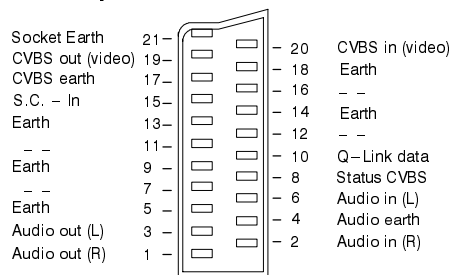 Socket Earth 21
CVBS out (video) 19
CVBS earth 17
S.C. – In 15
Earth 13
– – 11
Earth 9
– – 7
Earth 5
Audio out (L) 3
Audio out (R) 1
20 CVBS in (video)
18 Earth
16 – –
14 Earth
12 – –
10 Q–Link data
8 Status CVBS
6 Audio in (L)
4 Audio earth
2 Audio in (R)